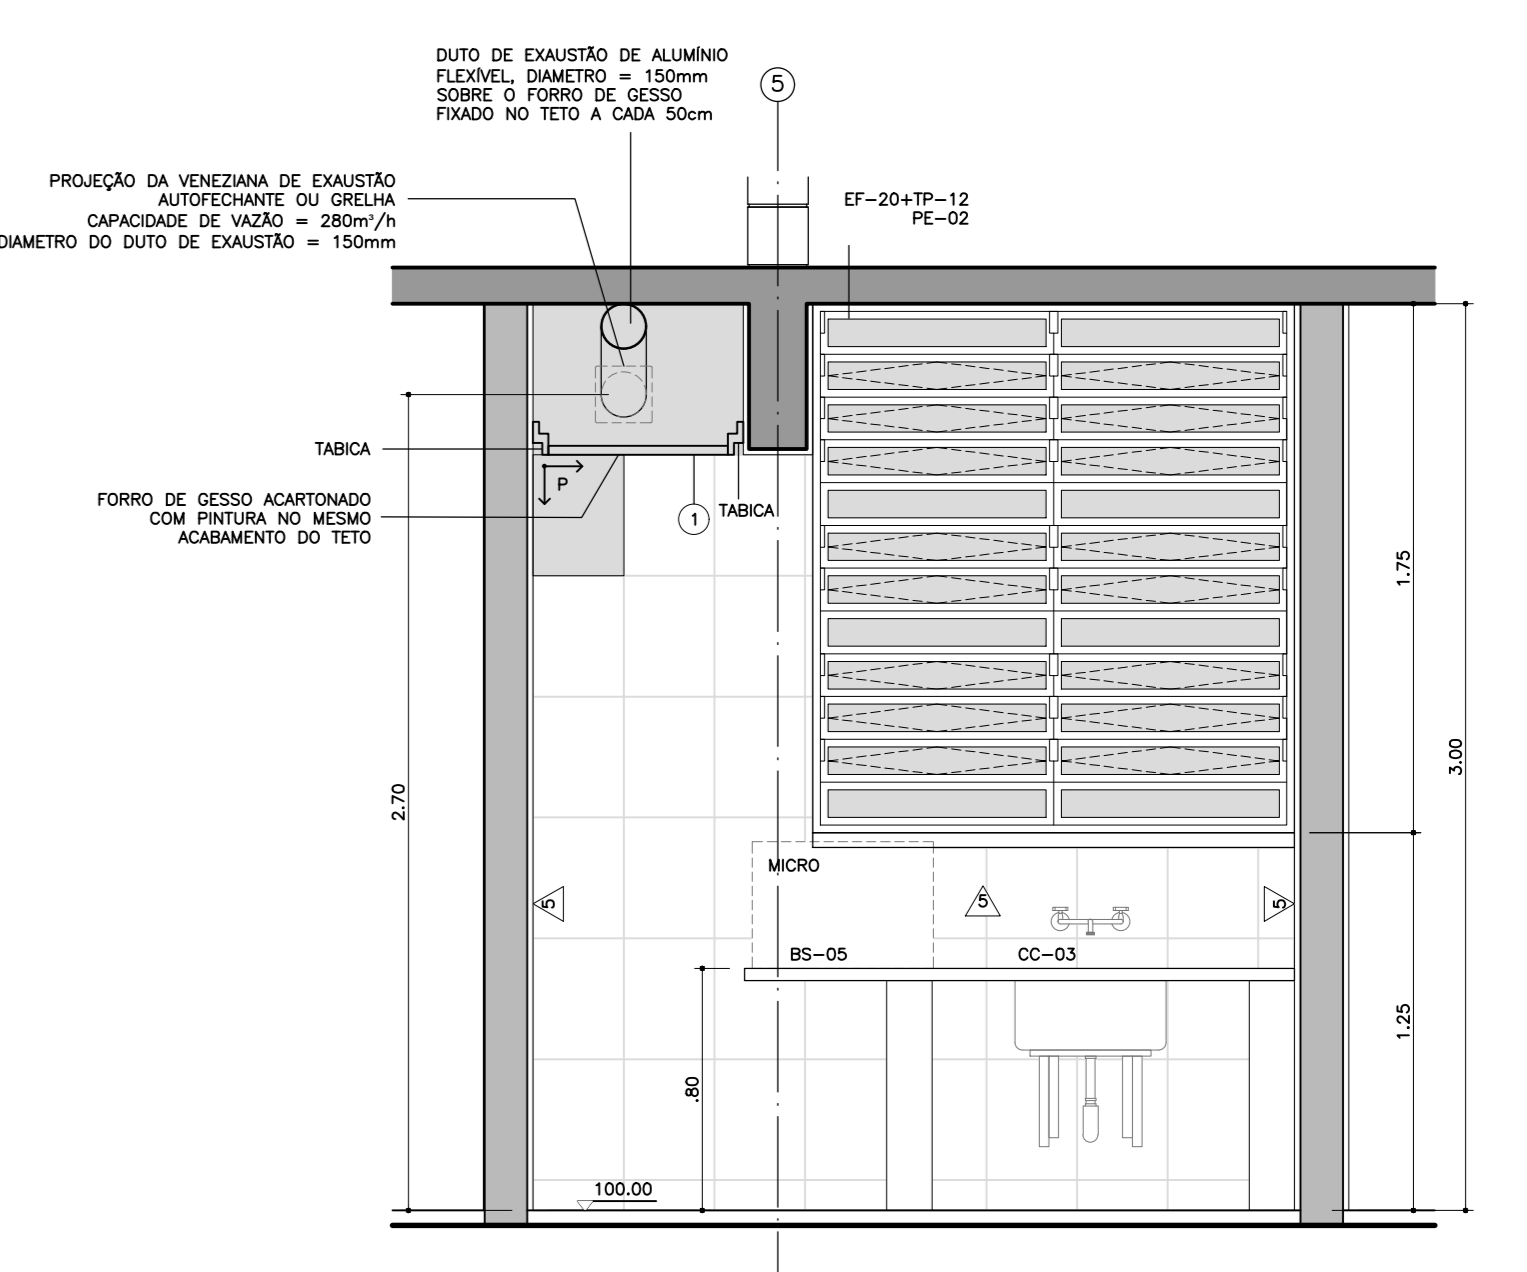 DUTO DE EXAUSTÃO DE ALUMÍNIO
FLEXÍVEL, DIAMETRO = 150mm
SOBRE O FORRO DE GESSO
FIXADO NO TETO A CADA 50cm
5
PROJEÇÃO DA VENEZIANA DE EXAUSTÃO
AUTOFECHANTE OU GRELHA
CAPACIDADE DE VAZÃO = 280m³/h
DIAMETRO DO DUTO DE EXAUSTÃO = 150mm
EF-20+TP-12
PE-02
TABICA
P
FORRO DE GESSO ACARTONADO
COM PINTURA NO MESMO
ACABAMENTO DO TETO
1
TABICA
1.75
3.00
2.70
MICRO
5
5
5
BS-05
CC-03
1.25
.80
100.00